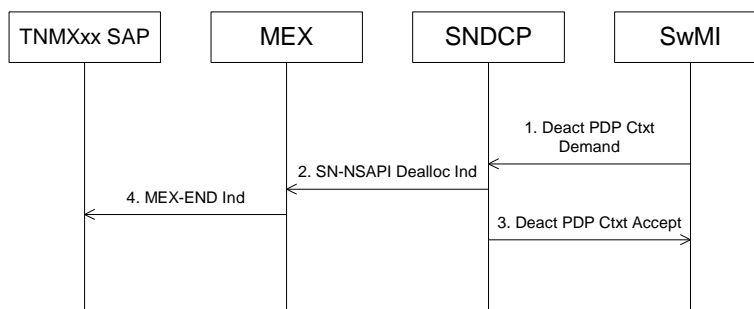 TNMXxx SAP
MEX
SNDCP
SwMI
1. Deact PDP Ctxt
Demand
2. SN-NSAPI Dealloc Ind
4. MEX-END Ind
3. Deact PDP Ctxt Accept